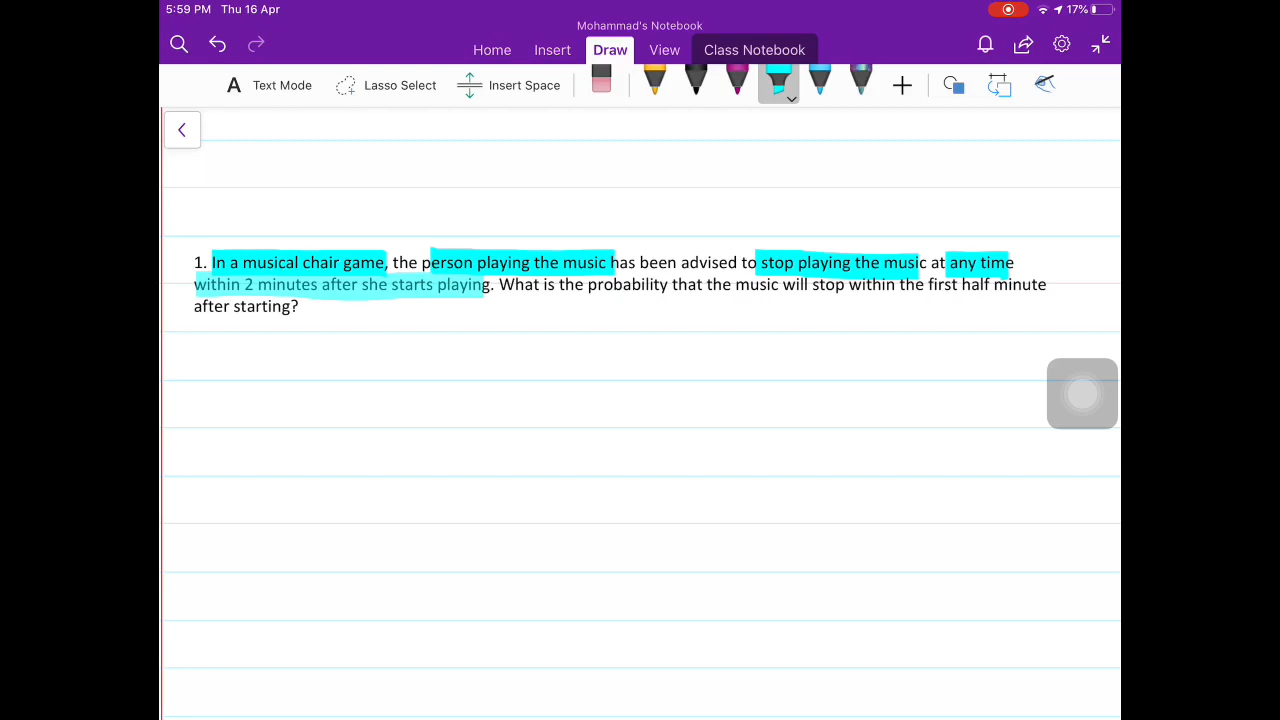 5:59 PM Thu 16 Apr 17%
Mohammad's Notebook
Home Insert Draw View Class Notebook
A Text Mode Lasso Select Insert Space
1. In a musical chair game, the person playing the music has been advised to stop playing the music at any time
within 2 minutes after she starts playing. What is the probability that the music will stop within the first half minute
after starting?